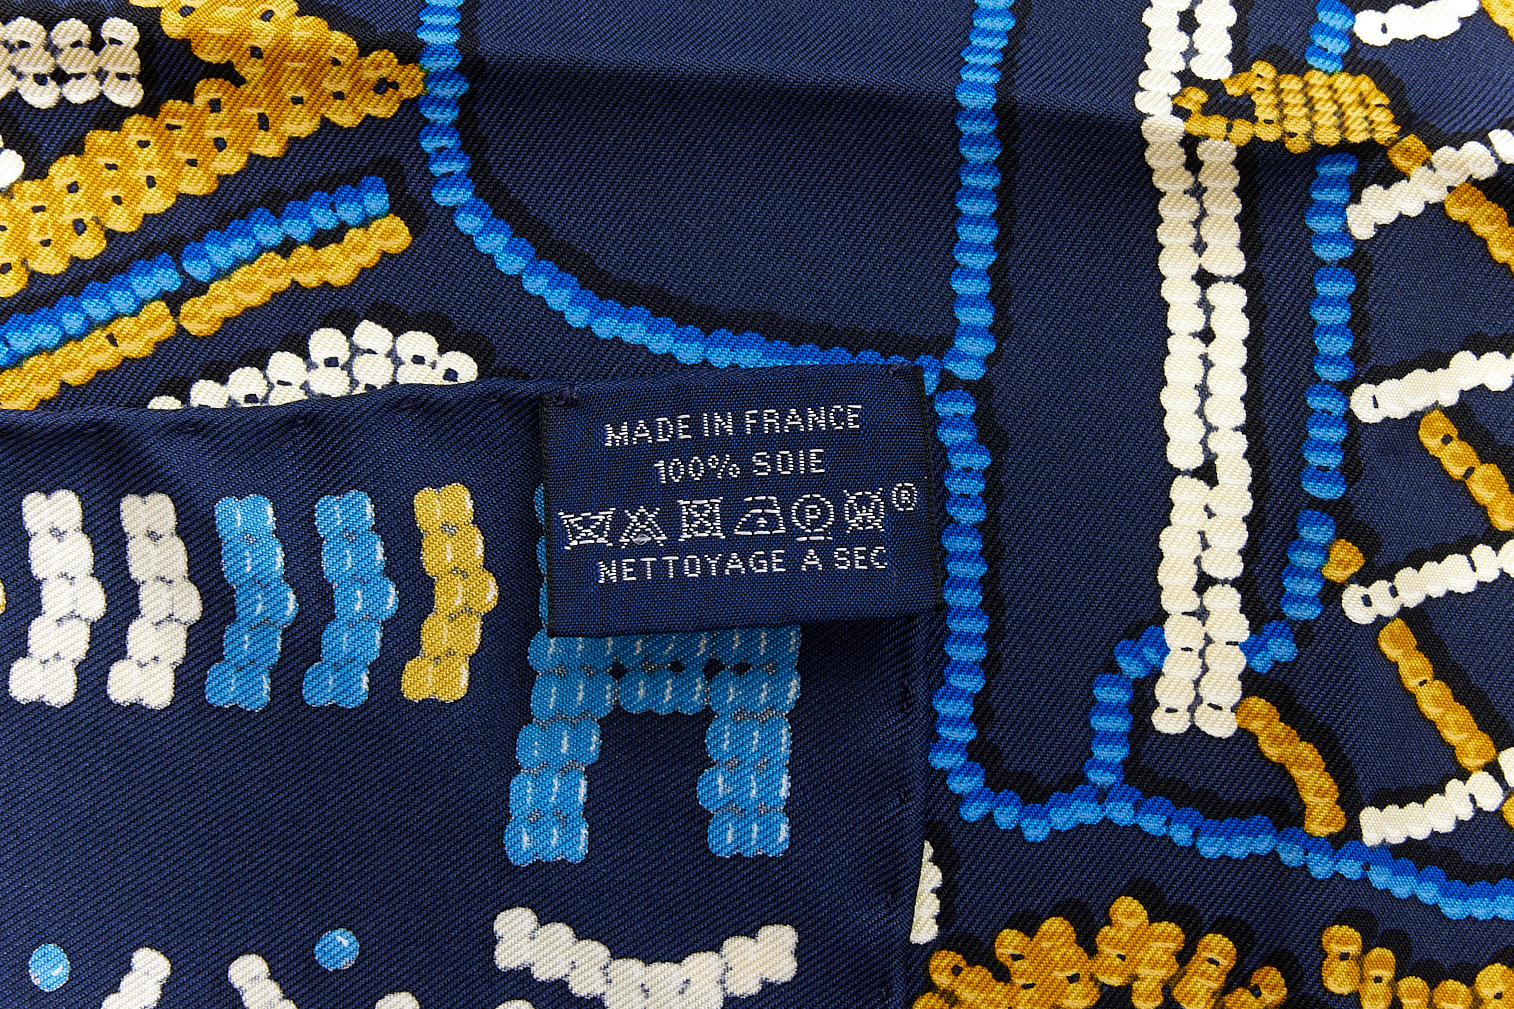 MADE IN FRANCE
100% SOIE
P ®
NETTOYAGE A SEC